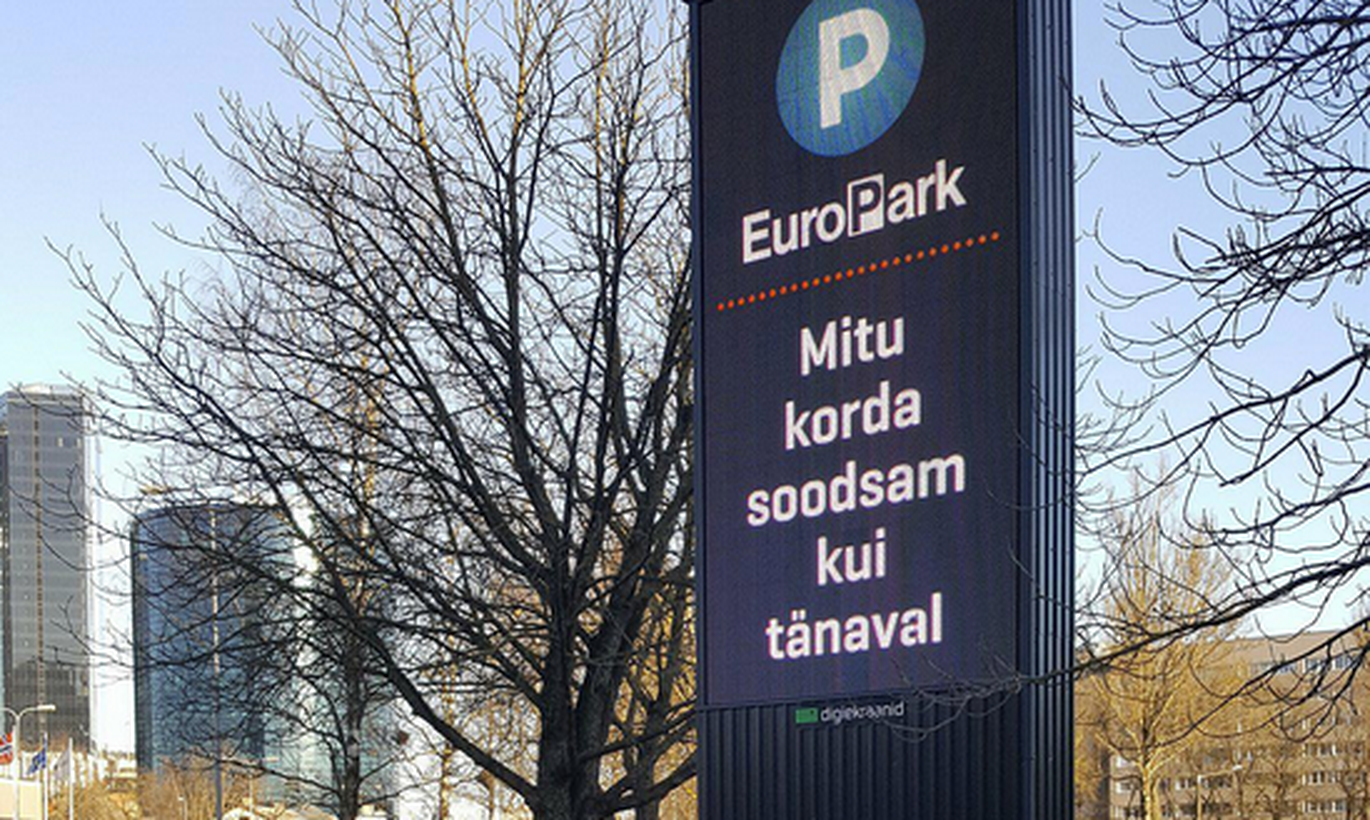 P
EuroPark
Mitu
korda
soodsam
kui
tänaval
digiekraanid